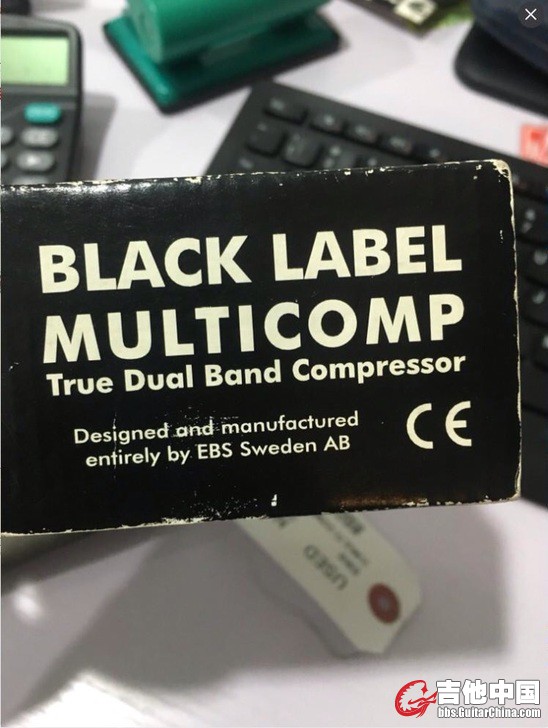 BLACK LABEL
MULTICOMP
True Dual Band Compressor
Designed and manufactured
entirely by EBS Sweden AB
CE
USED
吉他中国
bbs.GuitarChina.com